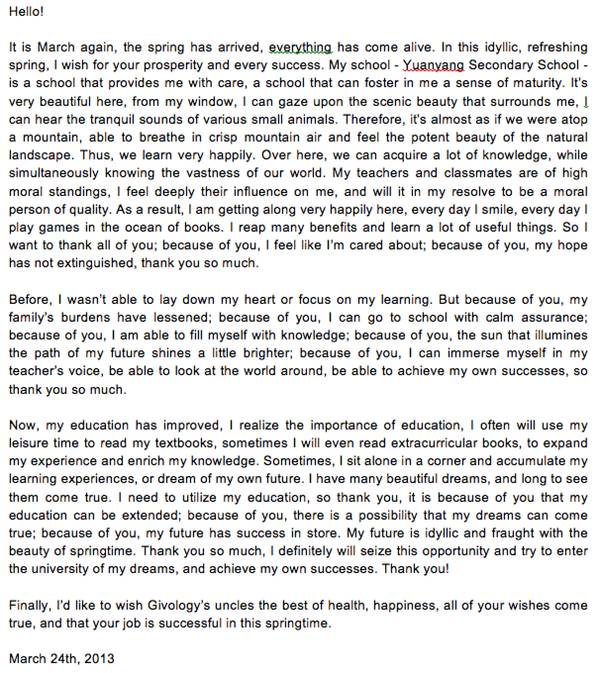 Hello!
It is March again, the spring has arrived, everything has come alive. In this idyllic, refreshing
spring, I wish for your prosperity and every success. My school - Yuanyang Secondary School -
is a school that provides me with care, a school that can foster in me a sense of maturity. It's
very beautiful here, from my window, I can gaze upon the scenic beauty that surrounds me, I
can hear the tranquil sounds of various small animals. Therefore, it's almost as if we were atop
a mountain, able to breathe in crisp mountain air and feel the potent beauty of the natural
landscape. Thus, we learn very happily. Over here, we can acquire a lot of knowledge, while
simultaneously knowing the vastness of our world. My teachers and classmates are of high
moral standings, I feel deeply their influence on me, and will it in my resolve to be a moral
person of quality. As a result, I am getting along very happily here, every day I smile, every day I
play games in the ocean of books. I reap many benefits and learn a lot of useful things. So I
want to thank all of you; because of you, I feel like I'm cared about; because of you, my hope
has not extinguished, thank you so much.
Before, I wasn't able to lay down my heart or focus on my learning. But because of you, my
family's burdens have lessened; because of you, I can go to school with calm assurance;
because of you, I am able to fill myself with knowledge; because of you, the sun that illumines
the path of my future shines a little brighter; because of you, I can immerse myself in my
teacher's voice, be able to look at the world around, be able to achieve my own successes, so
thank you so much.
Now, my education has improved, I realize the importance of education, I often will use my
leisure time to read my textbooks, sometimes I will even read extracurricular books, to expand
my experience and enrich my knowledge. Sometimes, I sit alone in a corner and accumulate my
learning experiences, or dream of my own future. I have many beautiful dreams, and long to see
them come true. I need to utilize my education, so thank you, it is because of you that my
education can be extended; because of you, there is a possibility that my dreams can come
true; because of you, my future has success in store. My future is idyllic and fraught with the
beauty of springtime. Thank you so much, I definitely will seize this opportunity and try to enter
the university of my dreams, and achieve my own successes. Thank you!
Finally, I'd like to wish Givology's uncles the best of health, happiness, all of your wishes come
true, and that your job is successful in this springtime.
March 24th, 2013